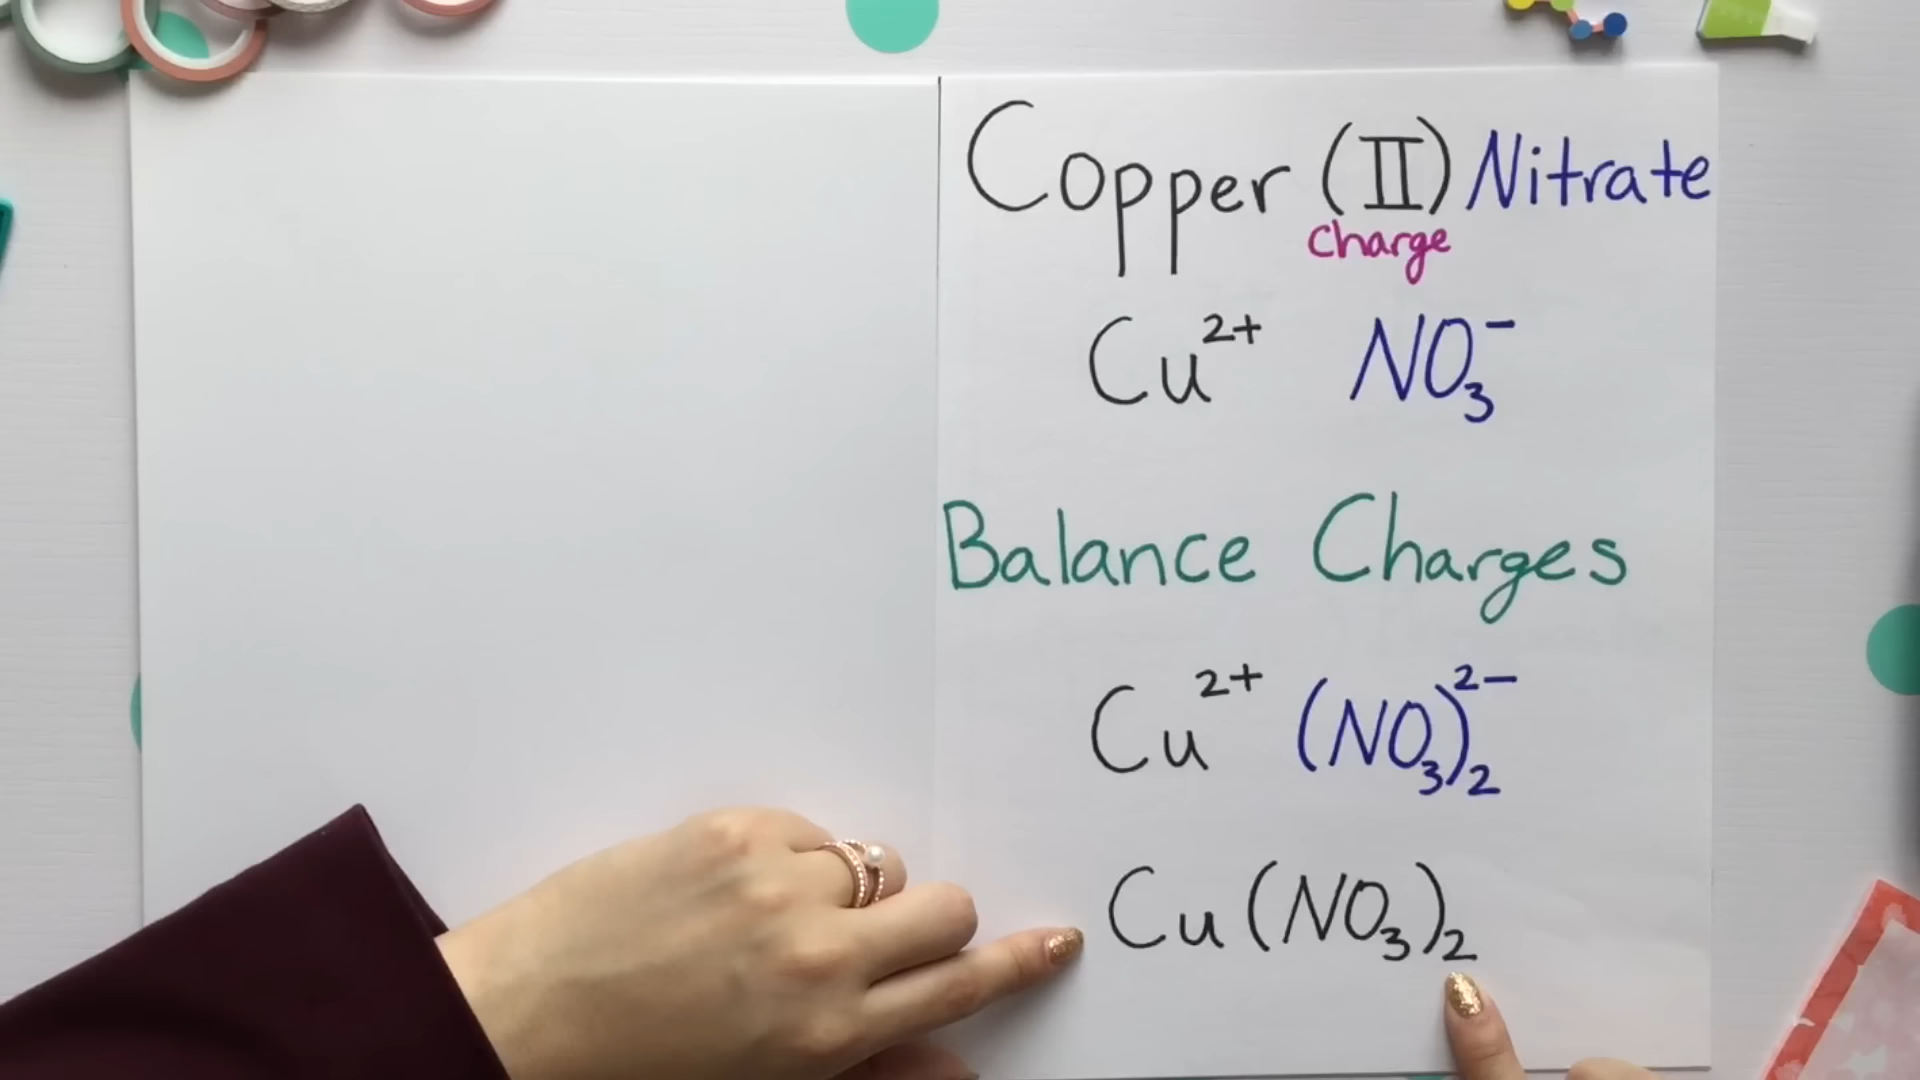 Copper (II) Nitrate
Charge
Cu²⁺ NO₃⁻
Balance Charges
Cu²⁺ (NO₃)₂²⁻
Cu(NO₃)₂